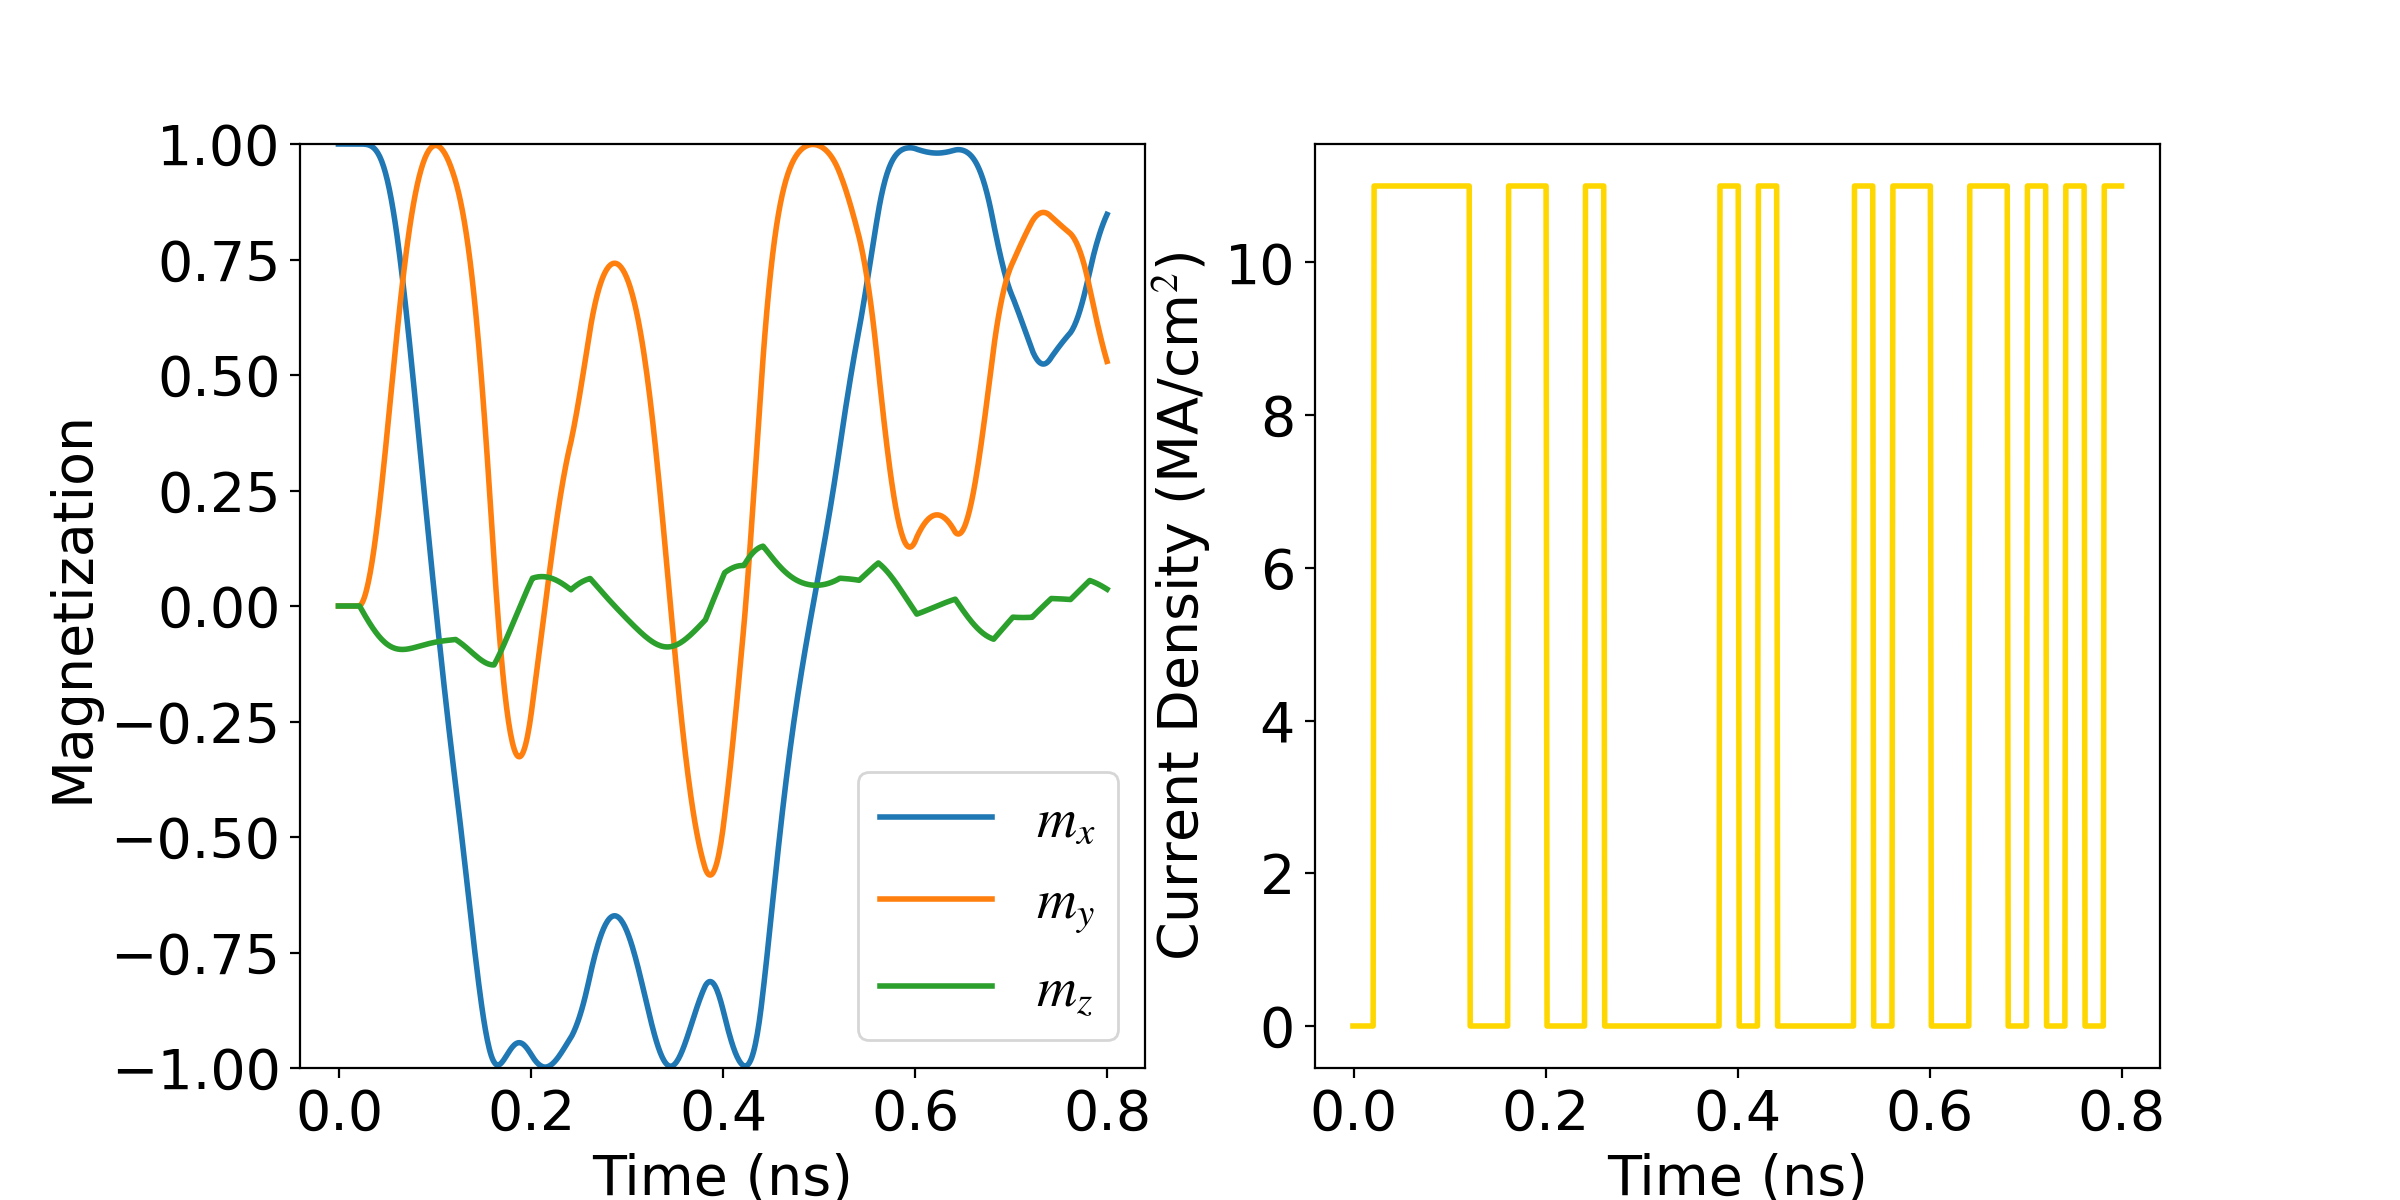 1.00
0.75
0.50
0.25
0.00
−0.25
−0.50
−0.75
−1.00
Magnetization
0.0 0.2 0.4 0.6 0.8
Time (ns)
m_x
m_y
m_z
10
8
6
4
2
0
Current Density (MA/cm²)
0.0 0.2 0.4 0.6 0.8
Time (ns)